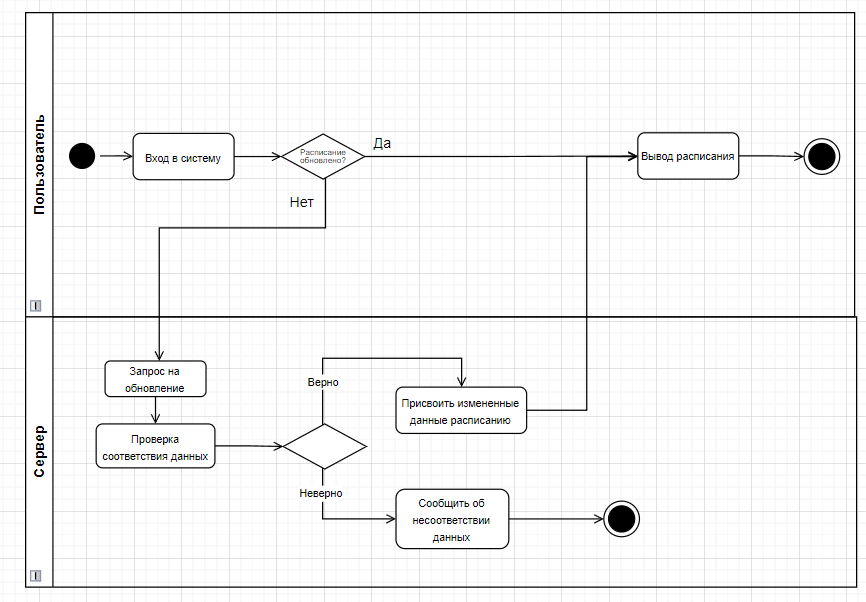 Пользователь
Вход в систему
Расписание
обновлено?
Да
Нет
Вывод расписания
Сервер
Запрос на
обновление
Проверка
соответствия данных
Верно
Неверно
Присвоить измененные
данные расписанию
Сообщить об
несоответствии
данных